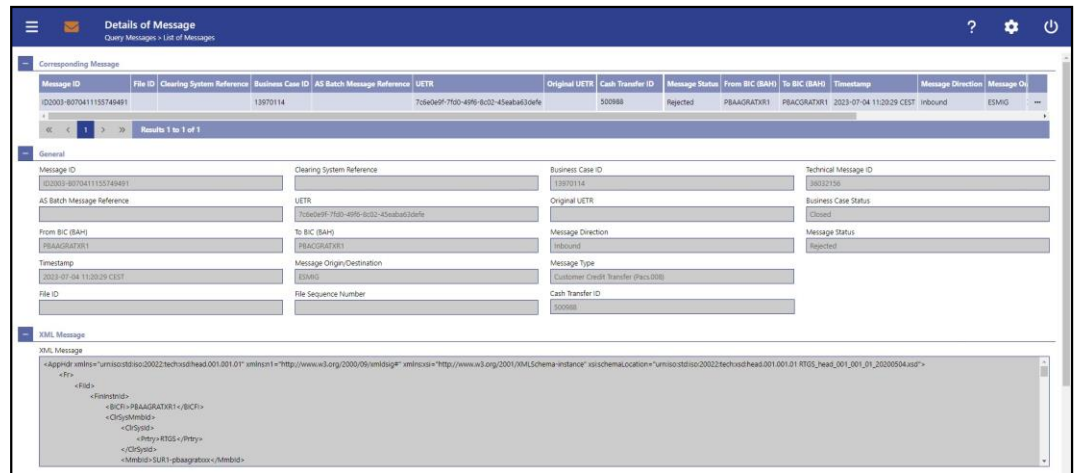 Details of Message
Query Messages > List of Messages
?
Corresponding Message
Message ID File ID Clearing System Reference Business Case ID AS Batch Message Reference UETR Original UETR Cash Transfer ID Message Status From BIC (BAH) To BIC (BAH) Timestamp Message Direction Message Or
ID2003-B070411155749491 13970114 7c6e0e9f-7fd0-49f6-8c02-45eaba63defe 500988 Rejected PBAAGRATXR1 PBACGRATXR1 2023-07-04 11:20:29 CEST Inbound ESMIG ...
« < 1 > » Results 1 to 1 of 1
General
Message ID Clearing System Reference Business Case ID Technical Message ID
ID2003-B070411155749491 13970114 36032156
AS Batch Message Reference UETR Original UETR Business Case Status
7c6e0e9f-7fd0-49f6-8c02-45eaba63defe Closed
From BIC (BAH) To BIC (BAH) Message Direction Message Status
PBAAGRATXR1 PBACGRATXR1 Inbound Rejected
Timestamp Message Origin/Destination Message Type
2023-07-04 11:20:29 CEST ESMIG Customer Credit Transfer (Pacs.008)
File ID File Sequence Number Cash Transfer ID
500988
XML Message
XML Message
<AppHdr xmlns="urn:iso:std:iso:20022:tech:xsd:head.001.001.01" xmlns:n1="http://www.w3.org/2000/09/xmldsig#" xmlns:xsi="http://www.w3.org/2001/XMLSchema-instance" xsi:schemaLocation="urn:iso:std:iso:20022:tech:xsd:head.001.001.01 RTGS_head_001_001_01_20200504.xsd">
<Fr>
<FIId>
<FinInstnId>
<BICFI>PBAAGRATXR1</BICFI>
<ClrSysMmbId>
<ClrSysId>
<Prtry>RTGS</Prtry>
</ClrSysId>
<MmbId>SUR1-pbaagratxxx</MmbId>